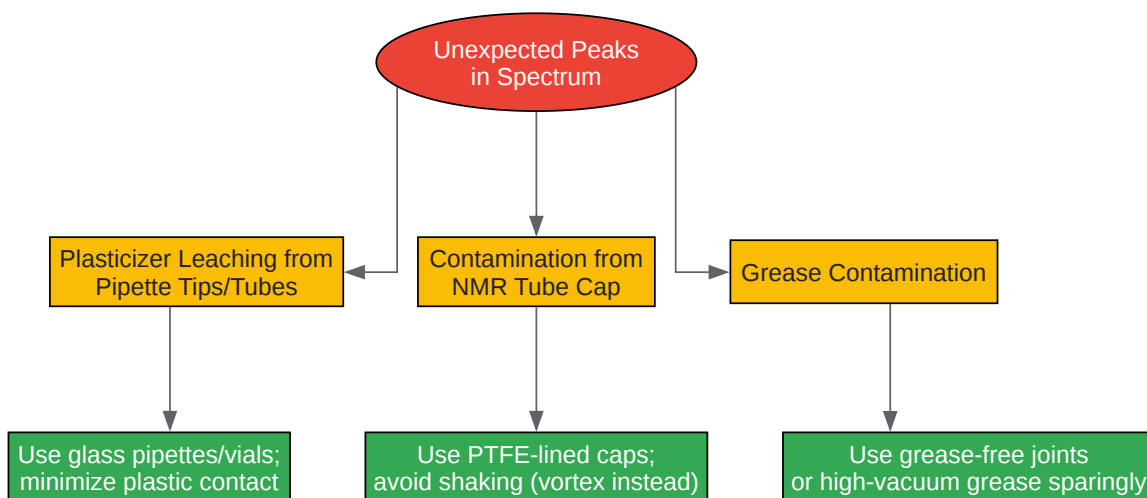 Unexpected Peaks
in Spectrum
Plasticizer Leaching from
Pipette Tips/Tubes
Contamination from
NMR Tube Cap
Grease Contamination
Use glass pipettes/vials;
minimize plastic contact
Use PTFE-lined caps;
avoid shaking (vortex instead)
Use grease-free joints
or high-vacuum grease sparingly